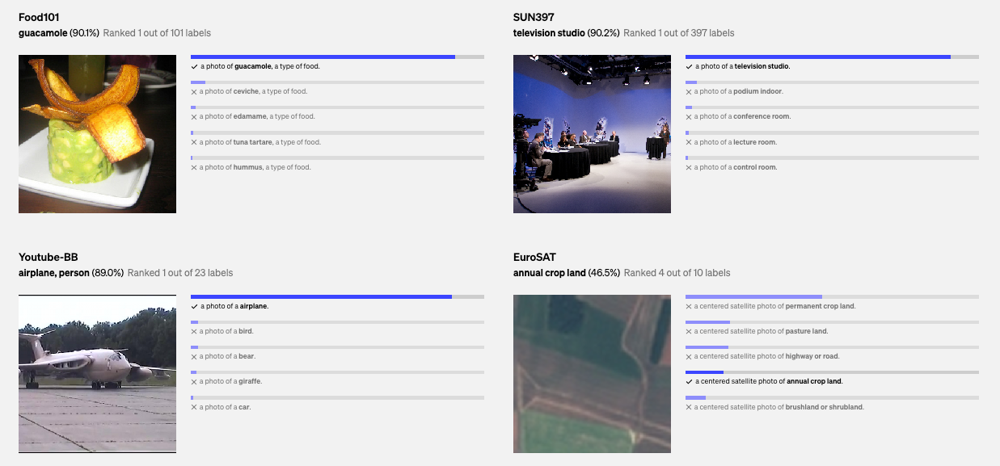 Food101
guacamole (90.1%) Ranked 1 out of 101 labels
✓ a photo of guacamole, a type of food.
× a photo of ceviche, a type of food.
× a photo of edamame, a type of food.
× a photo of tuna tartare, a type of food.
× a photo of hummus, a type of food.
SUN397
television studio (90.2%) Ranked 1 out of 397 labels
✓ a photo of a television studio.
× a photo of a podium indoor.
× a photo of a conference room.
× a photo of a lecture room.
× a photo of a control room.
Youtube-BB
airplane, person (89.0%) Ranked 1 out of 23 labels
✓ a photo of a airplane.
× a photo of a bird.
× a photo of a bear.
× a photo of a giraffe.
× a photo of a car.
EuroSAT
annual crop land (46.5%) Ranked 4 out of 10 labels
× a centered satellite photo of permanent crop land.
× a centered satellite photo of pasture land.
× a centered satellite photo of highway or road.
✓ a centered satellite photo of annual crop land.
× a centered satellite photo of brushland or shrubland.